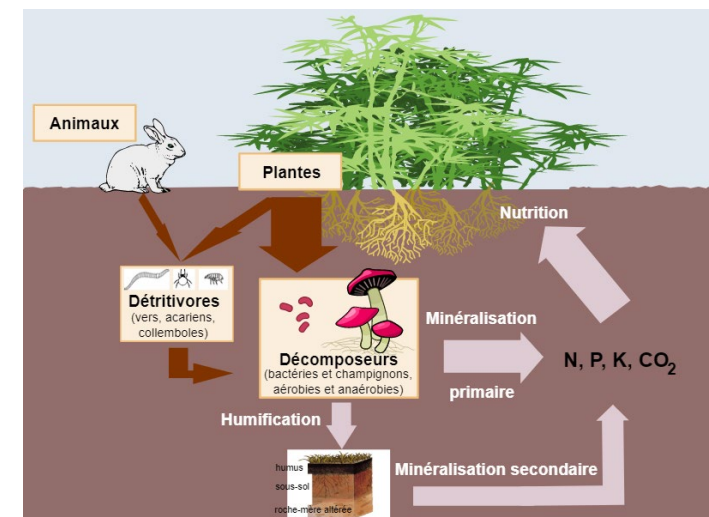 Animaux
Plantes
Nutrition
Détritivores
(vers, acariens,
collemboles)
Décomposeurs
(bactéries et champignons,
aérobies et anaérobies)
Minéralisation
primaire
N, P, K, CO2
Humification
humus
sous-sol
roche-mère altérée
Minéralisation secondaire